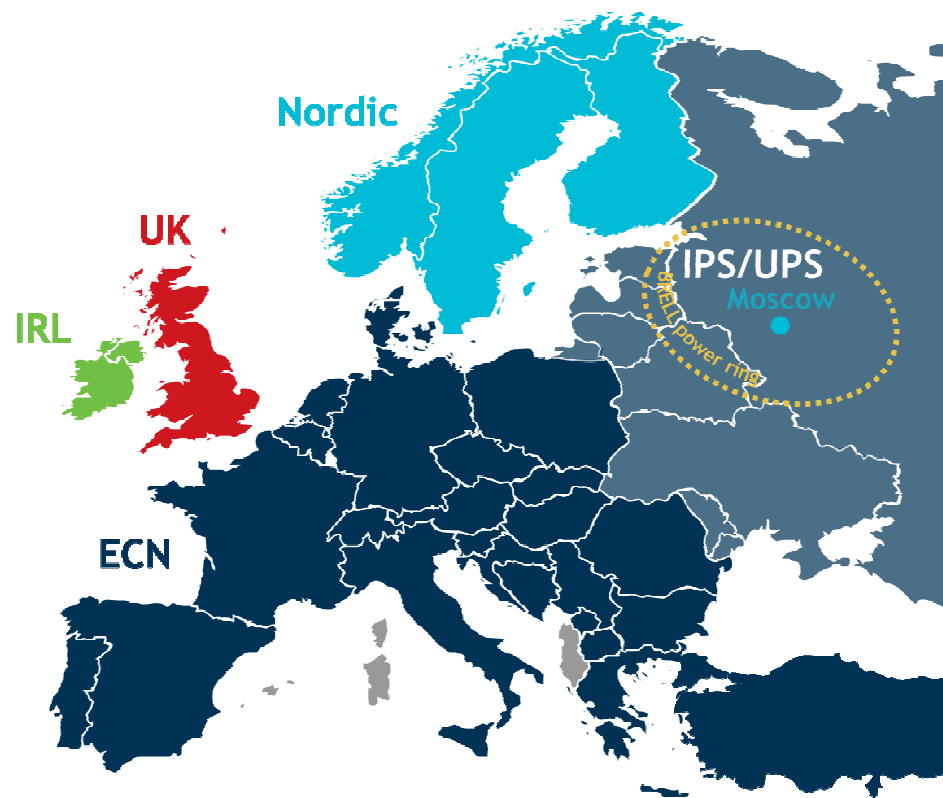 Nordic
UK
IPS/UPS
Moscow
IRL
BRELL power ring
ECN